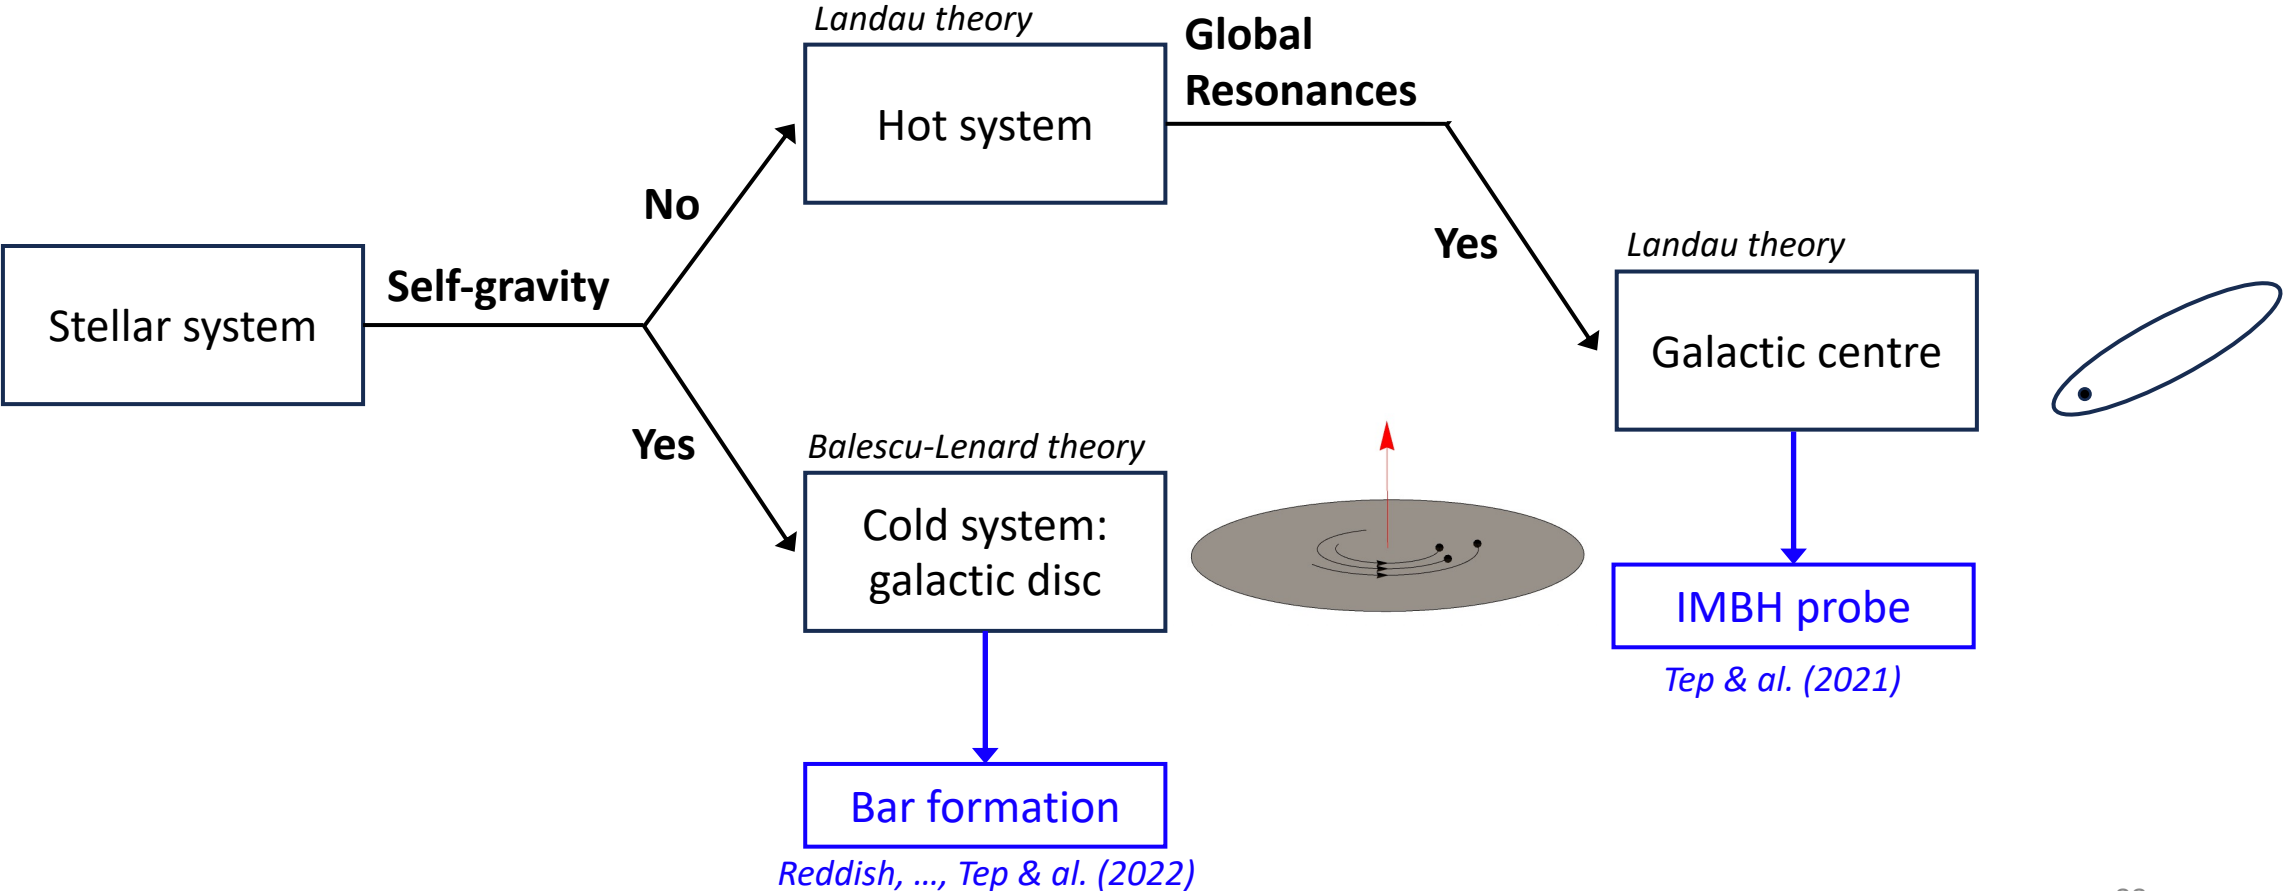 Landau theory
Global
Resonances
Hot system
No
Self-gravity
Stellar system
Yes
Landau theory
Galactic centre
Yes
Balescu-Lenard theory
Cold system:
galactic disc
IMBH probe
Tep & al. (2021)
Bar formation
Reddish, ..., Tep & al. (2022)